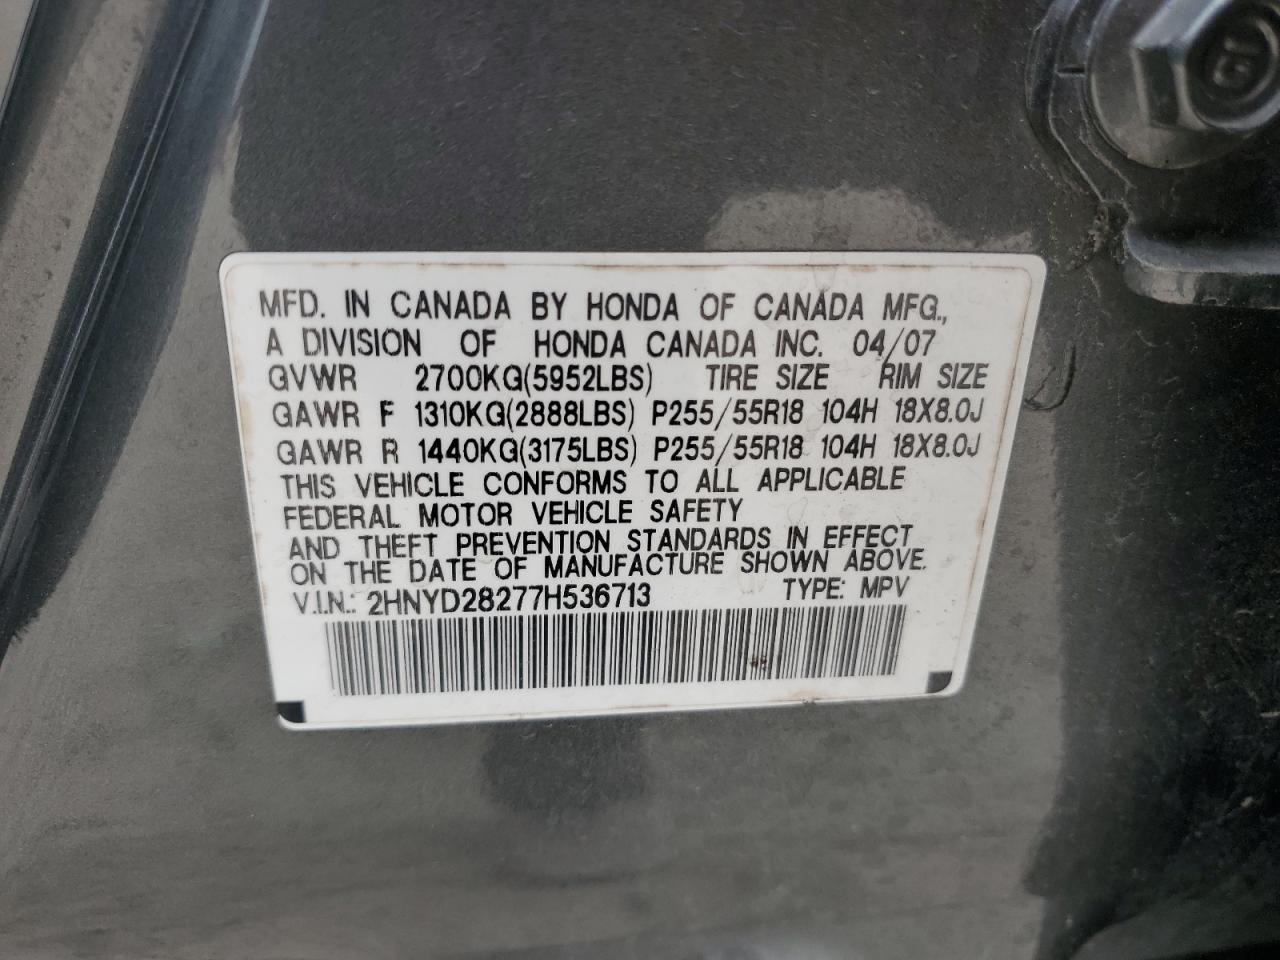 MFD. IN CANADA BY HONDA OF CANADA MFG.,
A DIVISION OF HONDA CANADA INC. 04/07
GVWR 2700KG(5952LBS) TIRE SIZE RIM SIZE
GAWR F 1310KG(2888LBS) P255/55R18 104H 18X8.0J
GAWR R 1440KG(3175LBS) P255/55R18 104H 18X8.0J
THIS VEHICLE CONFORMS TO ALL APPLICABLE
FEDERAL MOTOR VEHICLE SAFETY
AND THEFT PREVENTION STANDARDS IN EFFECT
ON THE DATE OF MANUFACTURE SHOWN ABOVE.
V.I.N.: 2HNYD28277H536713 TYPE: MPV